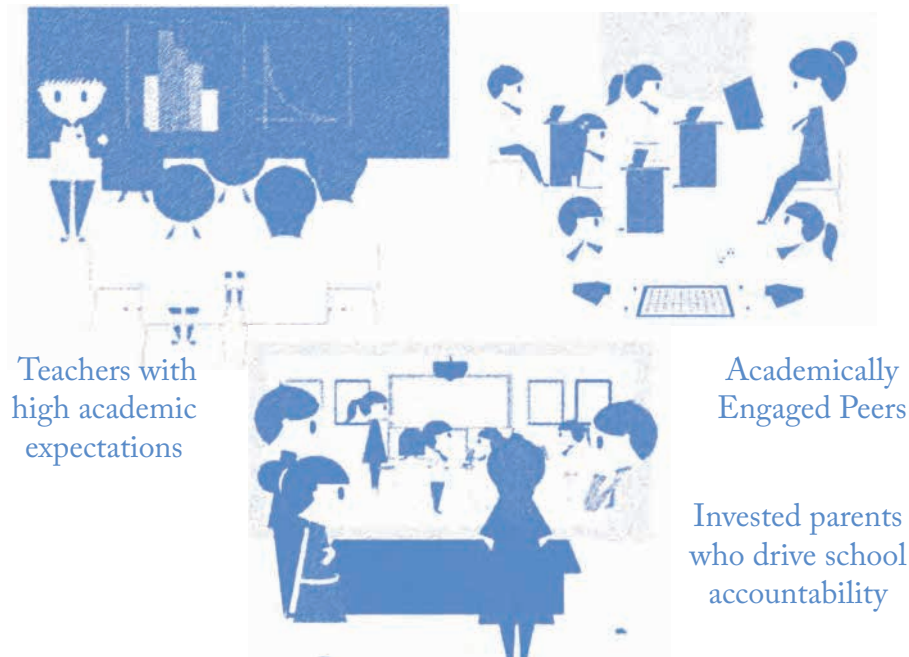 Teachers with
high academic
expectations
Academically
Engaged Peers
Invested parents
who drive school
accountability